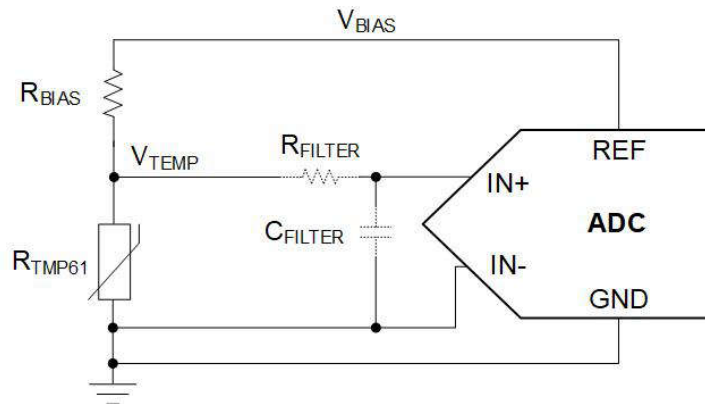 VBIAS
RBIAS
VTEMP
RFILTER
REF
IN+
CFILTER
ADC
RTMP61
IN-
GND